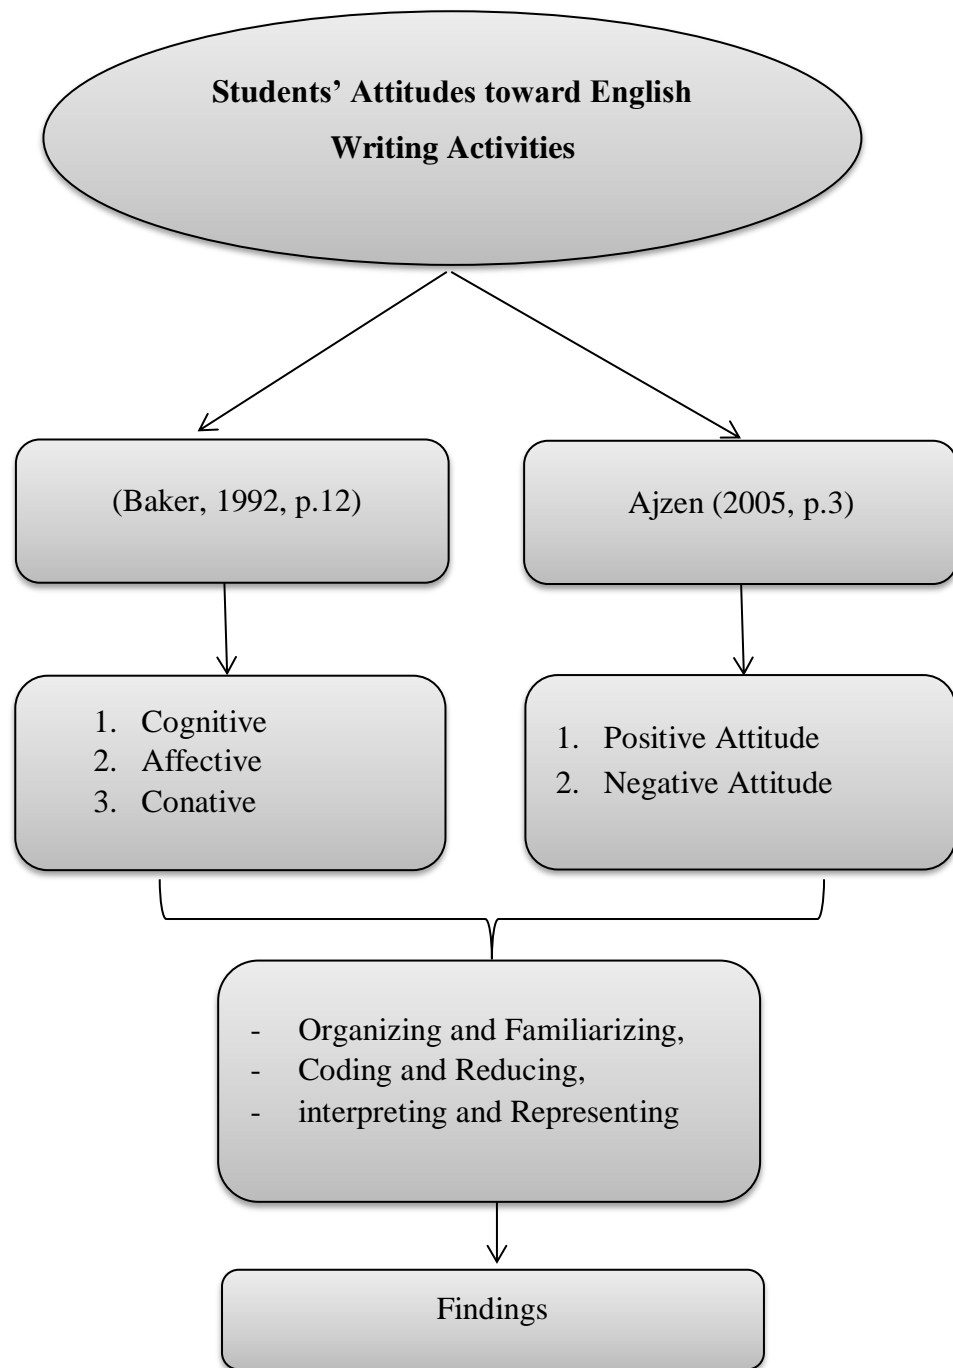 Students’ Attitudes toward English
Writing Activities
(Baker, 1992, p.12)
Ajzen (2005, p.3)
1. Cognitive
2. Affective
3. Conative
1. Positive Attitude
2. Negative Attitude
- Organizing and Familiarizing,
- Coding and Reducing,
- interpreting and Representing
Findings